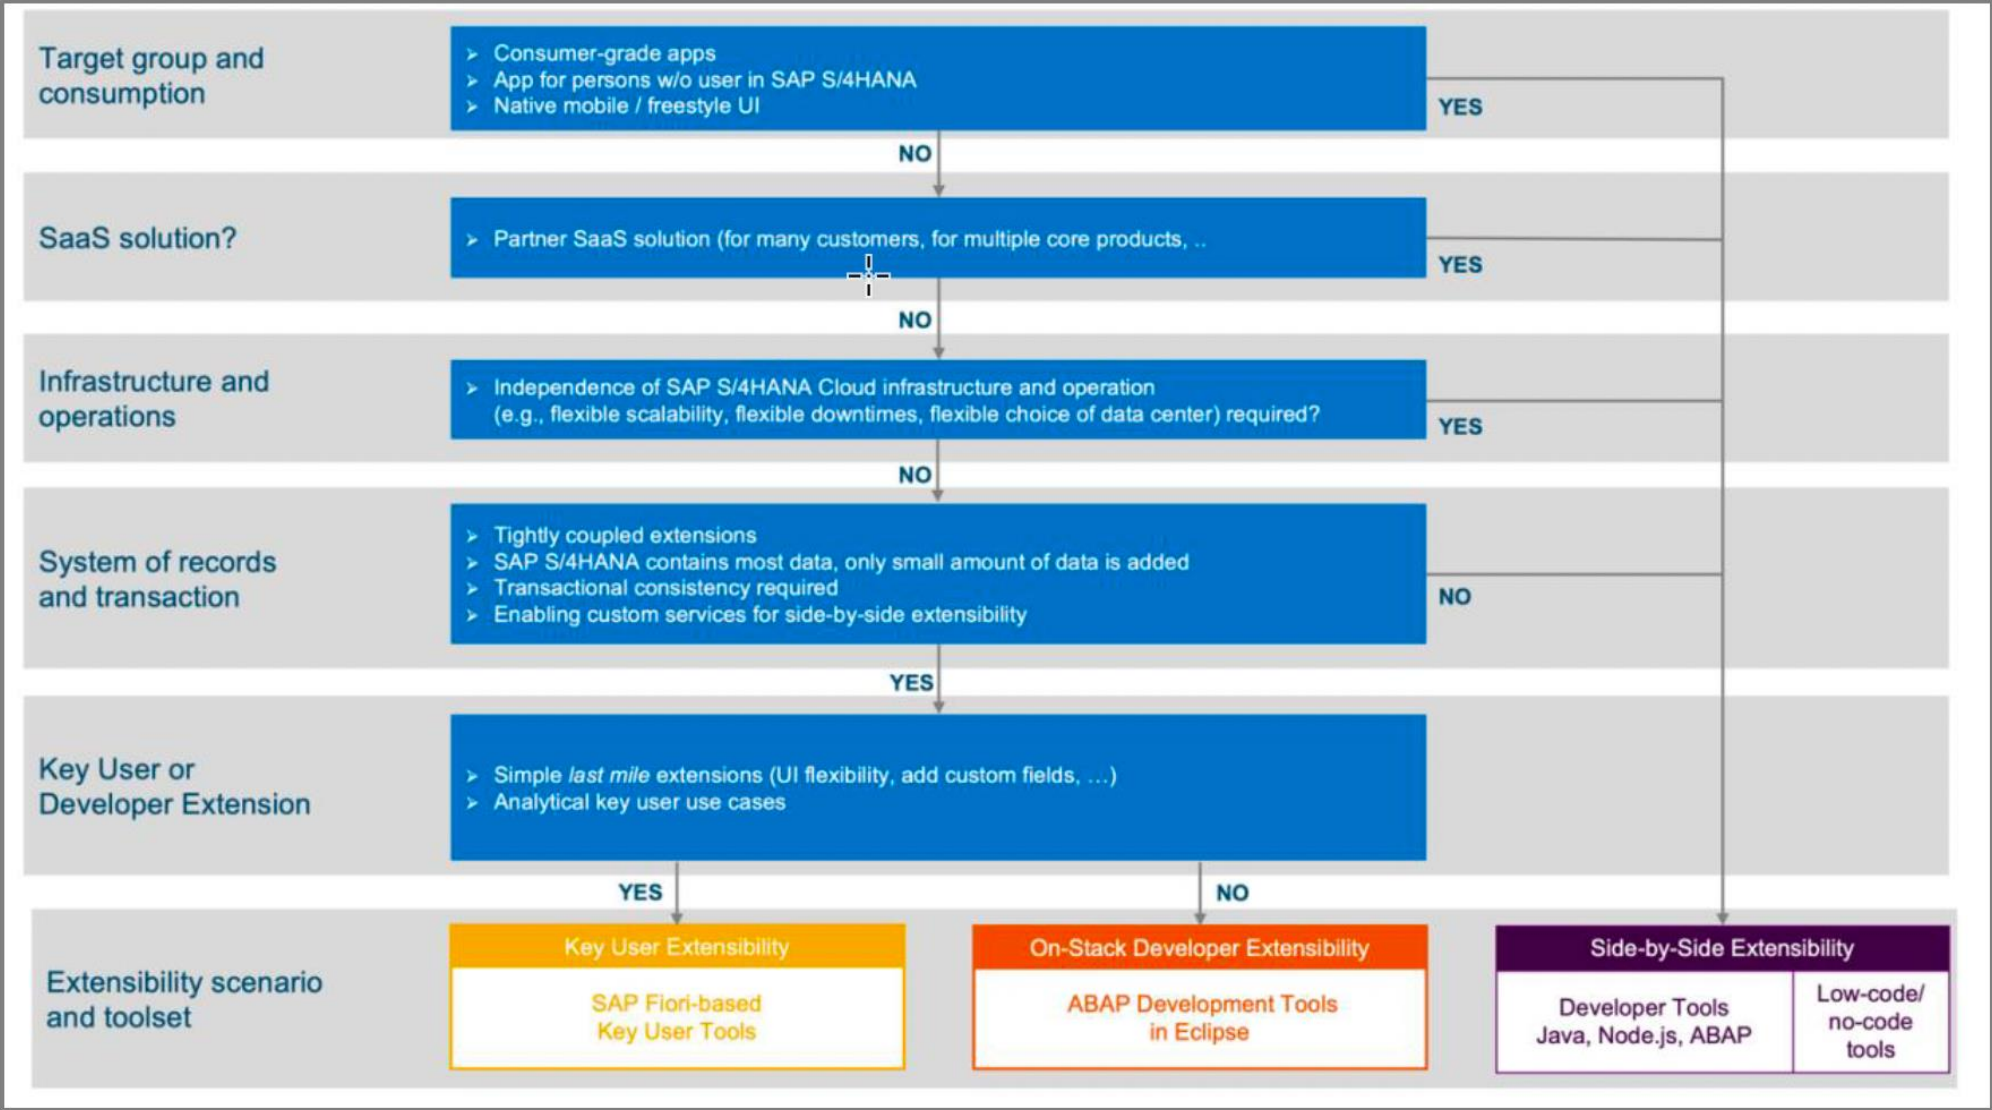 Target group and
consumption
➢ Consumer-grade apps
➢ App for persons w/o user in SAP S/4HANA
➢ Native mobile / freestyle UI
YES
NO
SaaS solution?
➢ Partner SaaS solution (for many customers, for multiple core products, ..
YES
NO
Infrastructure and
operations
➢ Independence of SAP S/4HANA Cloud infrastructure and operation
(e.g., flexible scalability, flexible downtimes, flexible choice of data center) required?
YES
NO
System of records
and transaction
➢ Tightly coupled extensions
➢ SAP S/4HANA contains most data, only small amount of data is added
➢ Transactional consistency required
➢ Enabling custom services for side-by-side extensibility
NO
YES
Key User or
Developer Extension
➢ Simple last mile extensions (UI flexibility, add custom fields, ...)
➢ Analytical key user use cases
YES
NO
Extensibility scenario
and toolset
Key User Extensibility
SAP Fiori-based
Key User Tools
On-Stack Developer Extensibility
ABAP Development Tools
in Eclipse
Side-by-Side Extensibility
Developer Tools
Java, Node.js, ABAP
Low-code/
no-code
tools